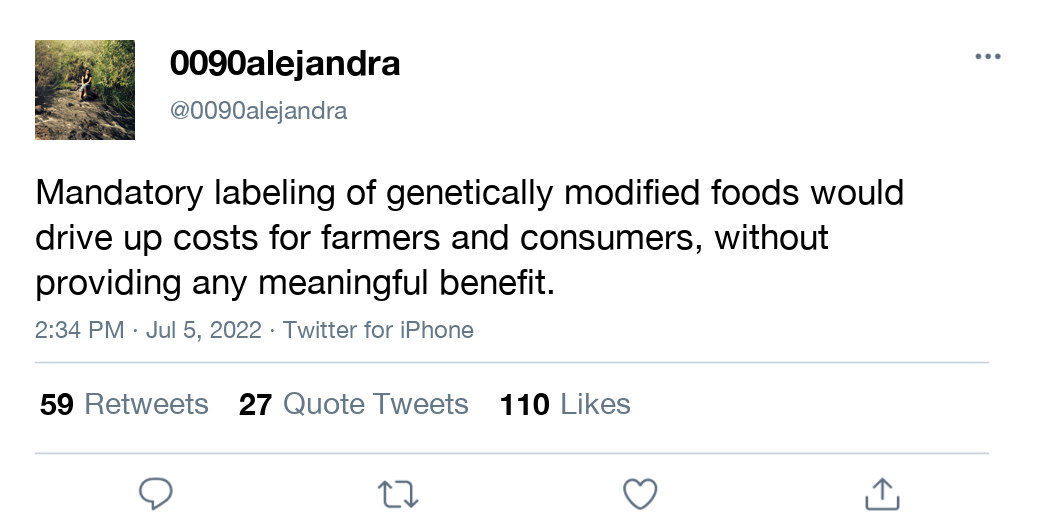 0090alejandra
@0090alejandra
Mandatory labeling of genetically modified foods would
drive up costs for farmers and consumers, without
providing any meaningful benefit.
2:34 PM · Jul 5, 2022 · Twitter for iPhone
59 Retweets 27 Quote Tweets 110 Likes